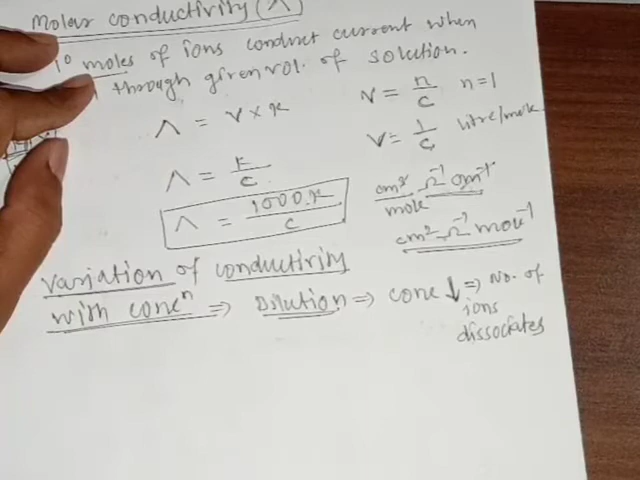 Molar conductivity (Λ)
1° moles of ions conduct current when
through given vol. of solution.
Λ = V × K
V = n/C n=1
V = 1/C litre/mole
Λ = K/C
Λ = 1000.K/C
cm³/mole Ω⁻¹ cm⁻¹
cm² Ω⁻¹ mole⁻¹
Variation of conductivity
with concⁿ ⇒ Dilution ⇒ conc ↓ ⇒ No. of
ions
dissociates